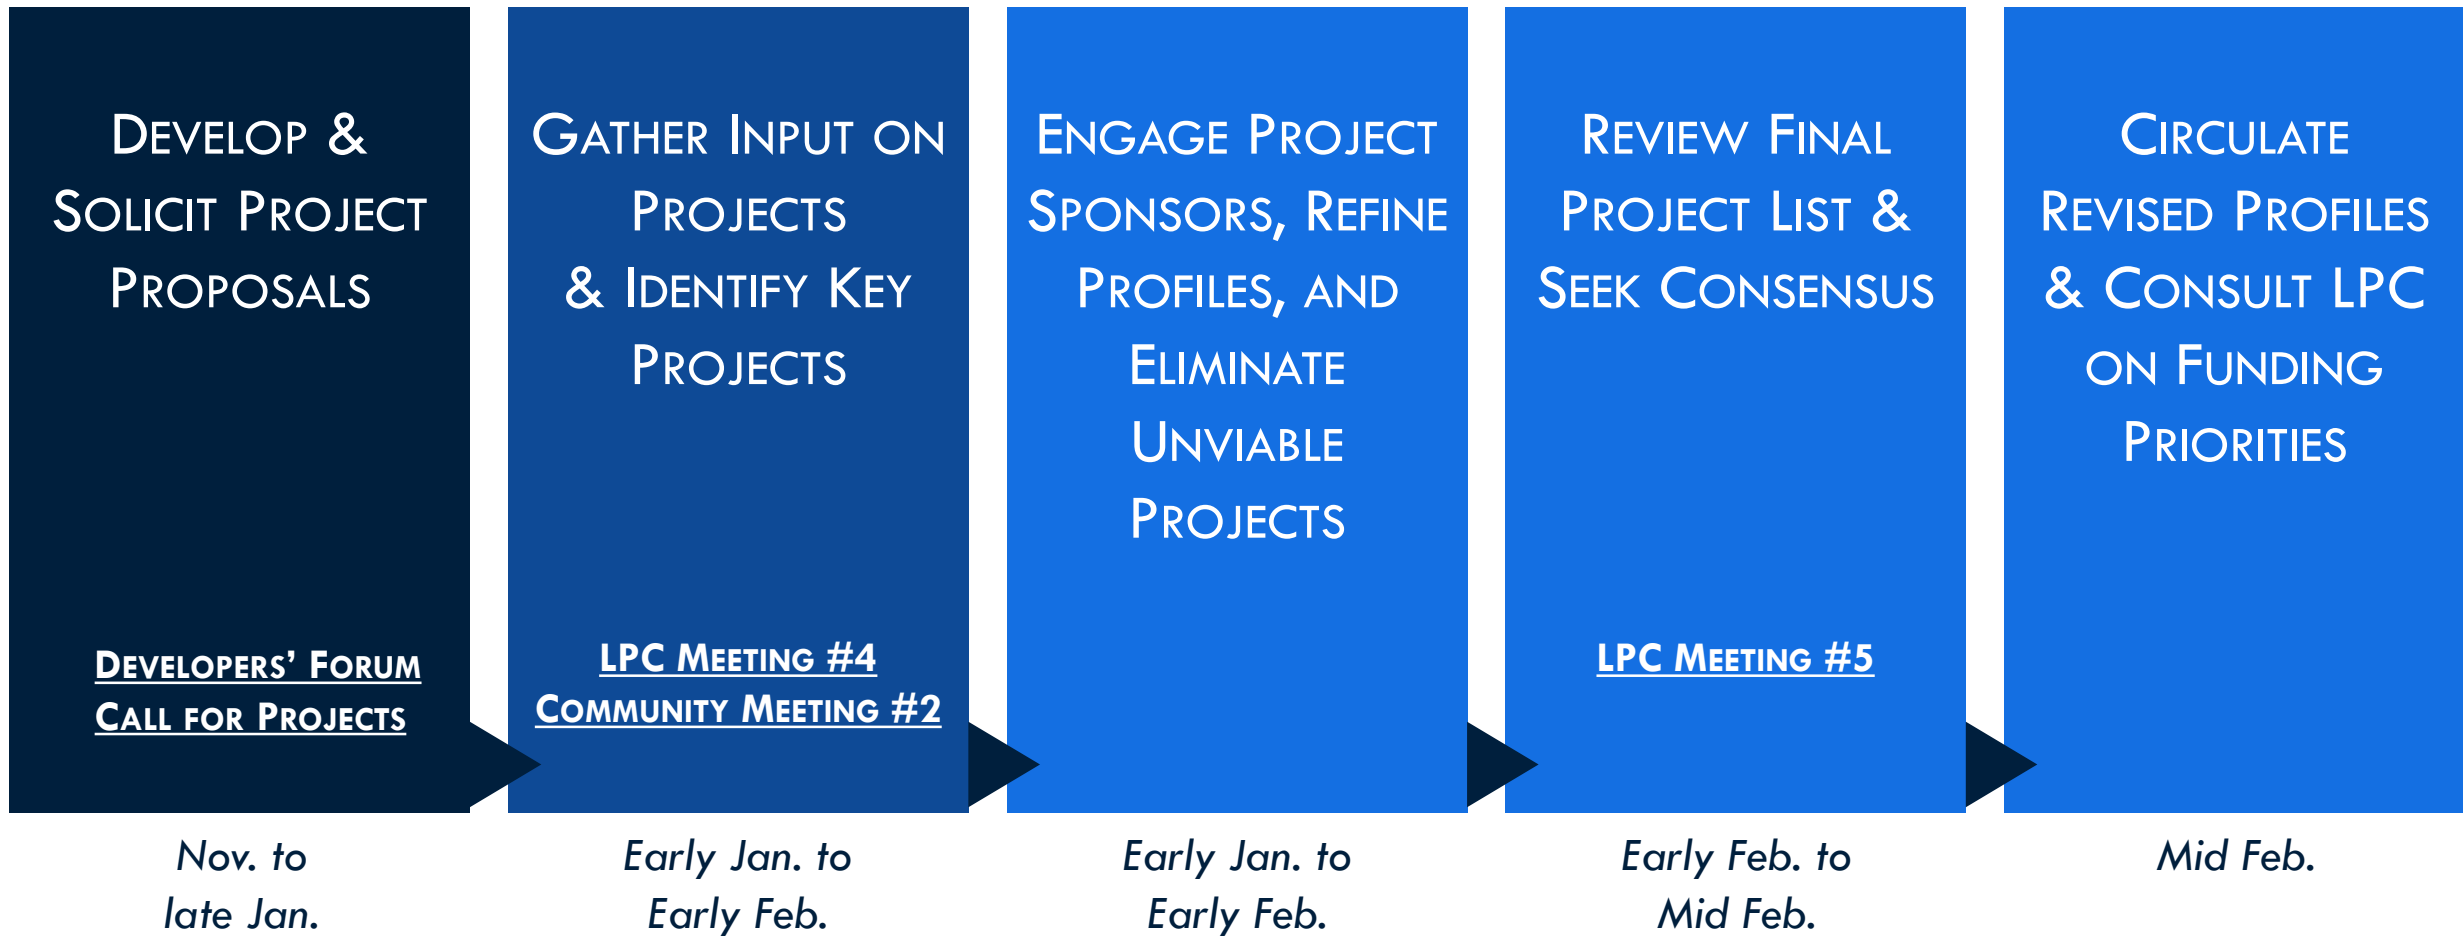 DEVELOP &
SOLICIT PROJECT
PROPOSALS
DEVELOPERS’ FORUM
CALL FOR PROJECTS
Nov. to
late Jan.
GATHER INPUT ON
PROJECTS
& IDENTIFY KEY
PROJECTS
LPC MEETING #4
COMMUNITY MEETING #2
Early Jan. to
Early Feb.
ENGAGE PROJECT
SPONSORS, REFINE
PROFILES, AND
ELIMINATE
UNVIABLE
PROJECTS
Early Jan. to
Early Feb.
REVIEW FINAL
PROJECT LIST &
SEEK CONSENSUS
LPC MEETING #5
Early Feb. to
Mid Feb.
CIRCULATE
REVISED PROFILES
& CONSULT LPC
ON FUNDING
PRIORITIES
Mid Feb.